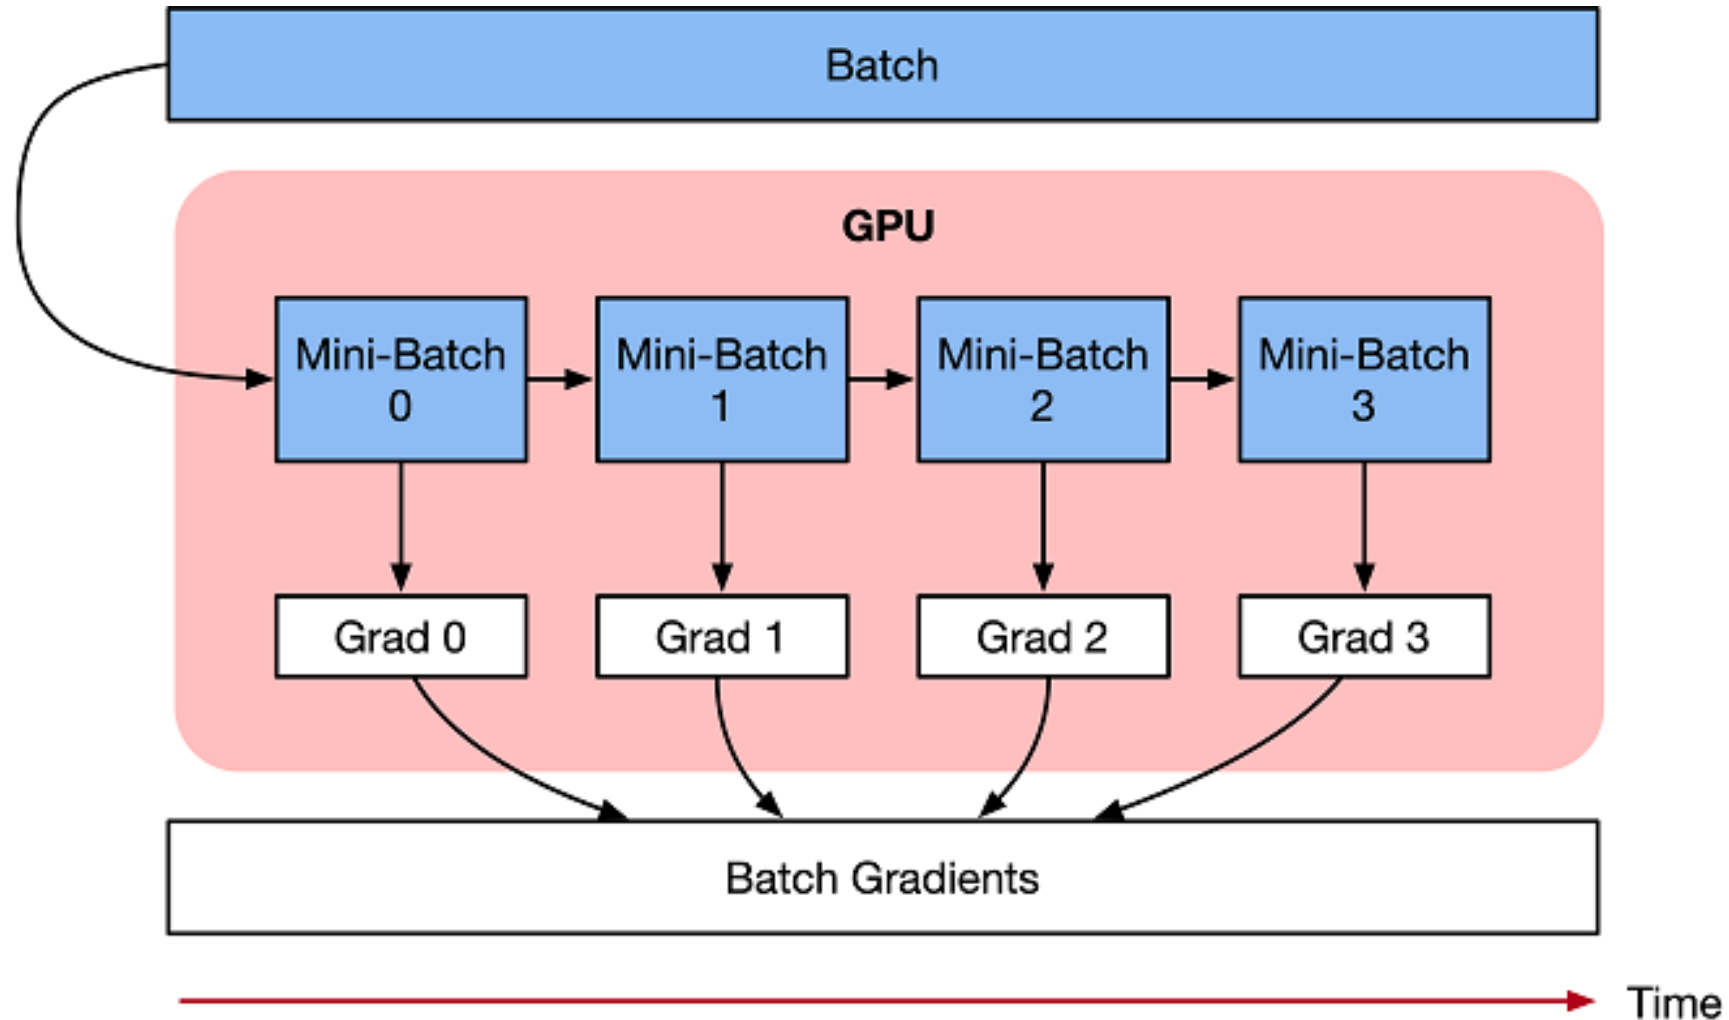 Batch
GPU
Mini-Batch
0
Mini-Batch
1
Mini-Batch
2
Mini-Batch
3
Grad 0
Grad 1
Grad 2
Grad 3
Batch Gradients
Time